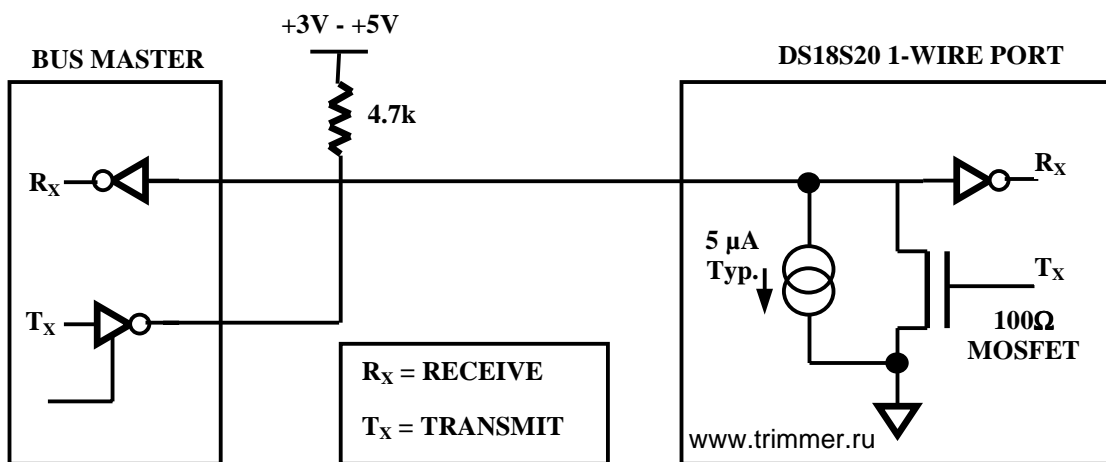 +3V - +5V
BUS MASTER
DS18S20 1-WIRE PORT
4.7k
RX
RX
5 µA
Typ.
TX
TX
100Ω
MOSFET
RX = RECEIVE
TX = TRANSMIT
www.trimmer.ru